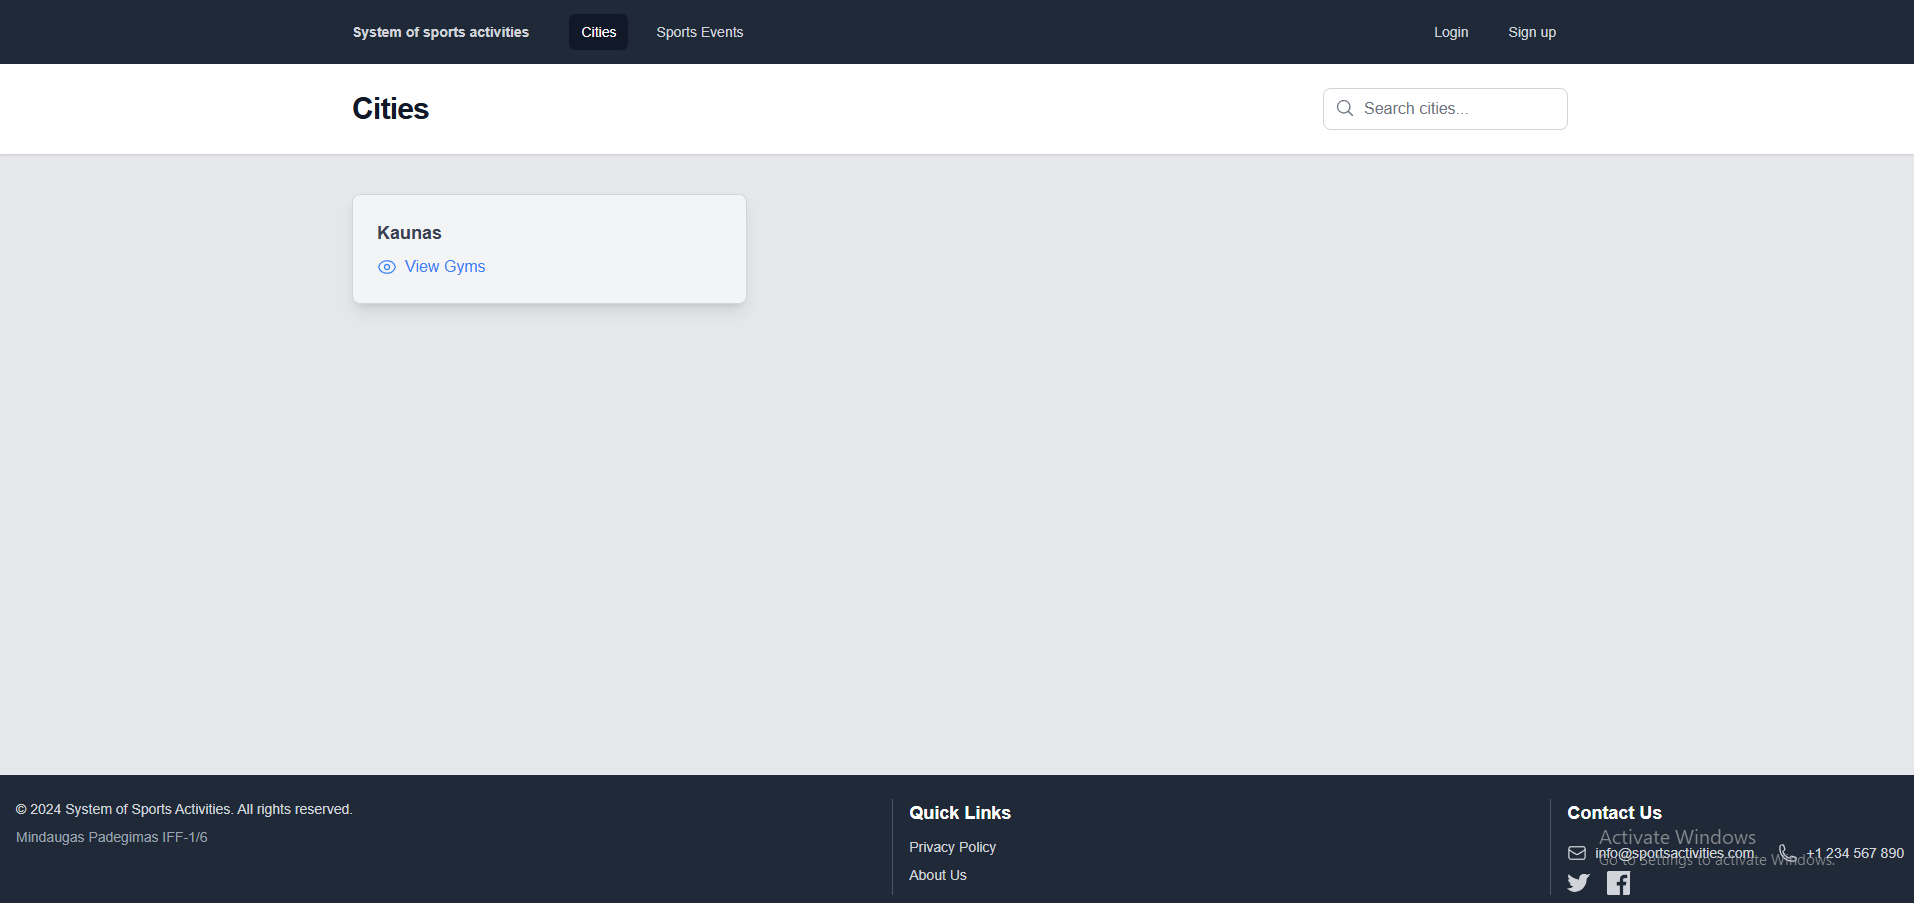 System of sports activities
Cities
Sports Events
Login
Sign up
Cities
Search cities...
Kaunas
View Gyms
© 2024 System of Sports Activities. All rights reserved.
Mindaugas Padegimas IFF-1/6
Quick Links
Privacy Policy
About Us
Contact Us
info@sportsactivities.com
+1 234 567 890
Activate Windows
Go to Settings to activate Windows.